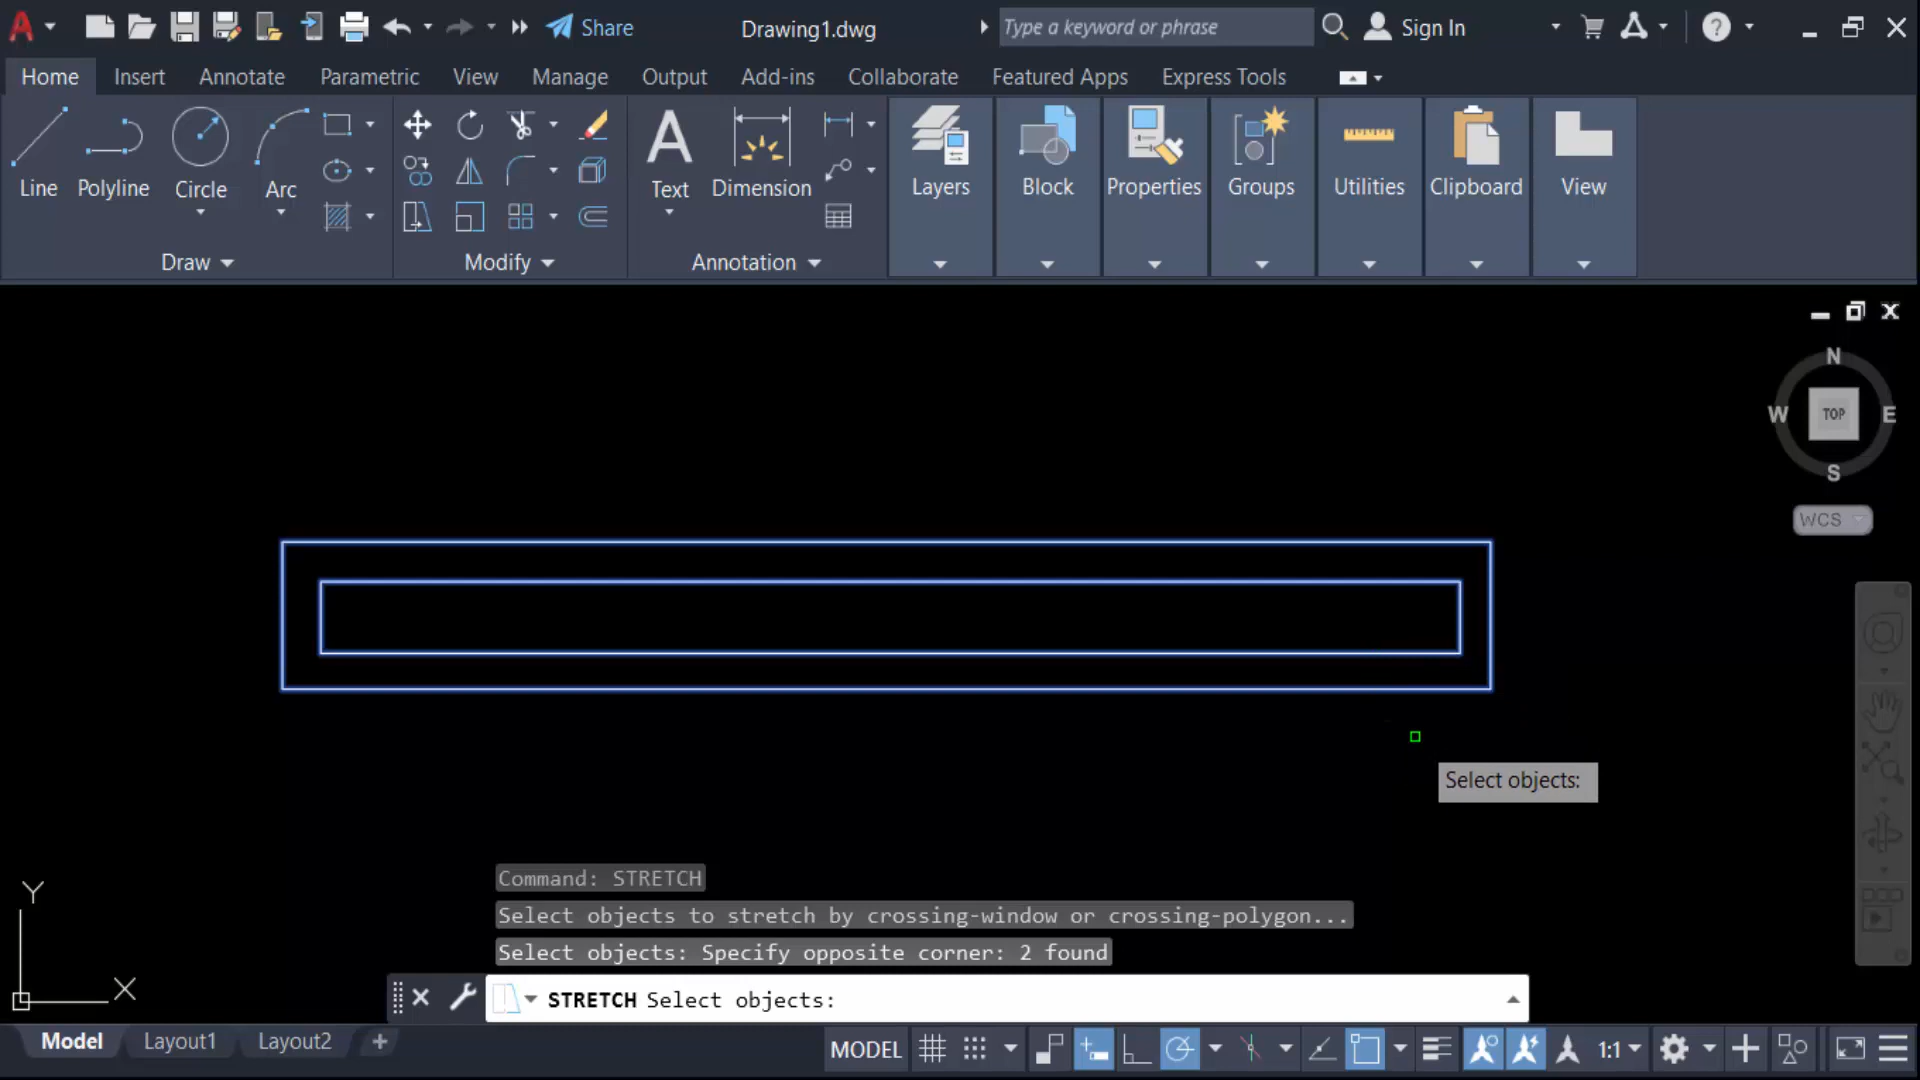 Share
Drawing1.dwg
Type a keyword or phrase
Sign In
Home
Insert
Annotate
Parametric
View
Manage
Output
Add-ins
Collaborate
Featured Apps
Express Tools
Line
Polyline
Circle
Arc
Text
Dimension
Layers
Block
Properties
Groups
Utilities
Clipboard
View
Draw
Modify
Annotation
N
W
TOP
E
S
WCS
Select objects:
Command: STRETCH
Select objects to stretch by crossing-window or crossing-polygon...
Select objects: Specify opposite corner: 2 found
STRETCH Select objects:
Y
X
Model
Layout1
Layout2
MODEL
1:1